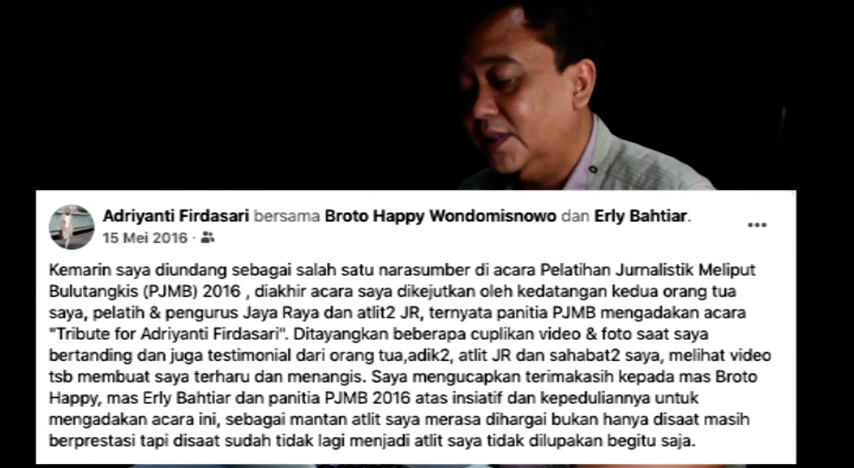 Adriyanti Firdasari bersama Broto Happy Wondomisnowo dan Erly Bahtiar.
15 Mei 2016 ·
Kemarin saya diundang sebagai salah satu narasumber di acara Pelatihan Jurnalistik Meliput
Bulutangkis (PJMB) 2016 , diakhir acara saya dikejutkan oleh kedatangan kedua orang tua
saya, pelatih & pengurus Jaya Raya dan atlit2 JR, ternyata panitia PJMB mengadakan acara
"Tribute for Adriyanti Firdasari". Ditayangkan beberapa cuplikan video & foto saat saya
bertanding dan juga testimonial dari orang tua,adik2, atlit JR dan sahabat2 saya, melihat video
tsb membuat saya terharu dan menangis. Saya mengucapkan terimakasih kepada mas Broto
Happy, mas Erly Bahtiar dan panitia PJMB 2016 atas insiatif dan kepeduliannya untuk
mengadakan acara ini, sebagai mantan atlit saya merasa dihargai bukan hanya disaat masih
berprestasi tapi disaat sudah tidak lagi menjadi atlit saya tidak dilupakan begitu saja.